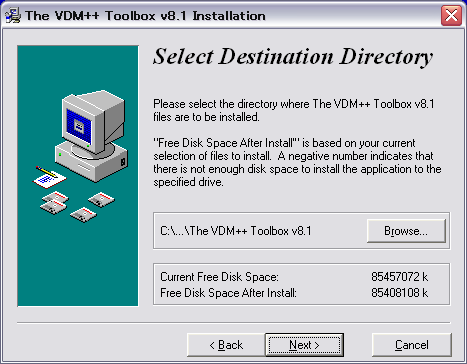 The VDM++ Toolbox v8.1 Installation
Select Destination Directory
Please select the directory where The VDM++ Toolbox v8.1
files are to be installed.
"Free Disk Space After Install"' is based on your current
selection of files to install.  A negative number indicates that
there is not enough disk space to install the application to the
specified drive.
C:\...\The VDM++ Toolbox v8.1
Browse...
Current Free Disk Space: 85457072 k
Free Disk Space After Install: 85408108 k
< Back
Next >
Cancel